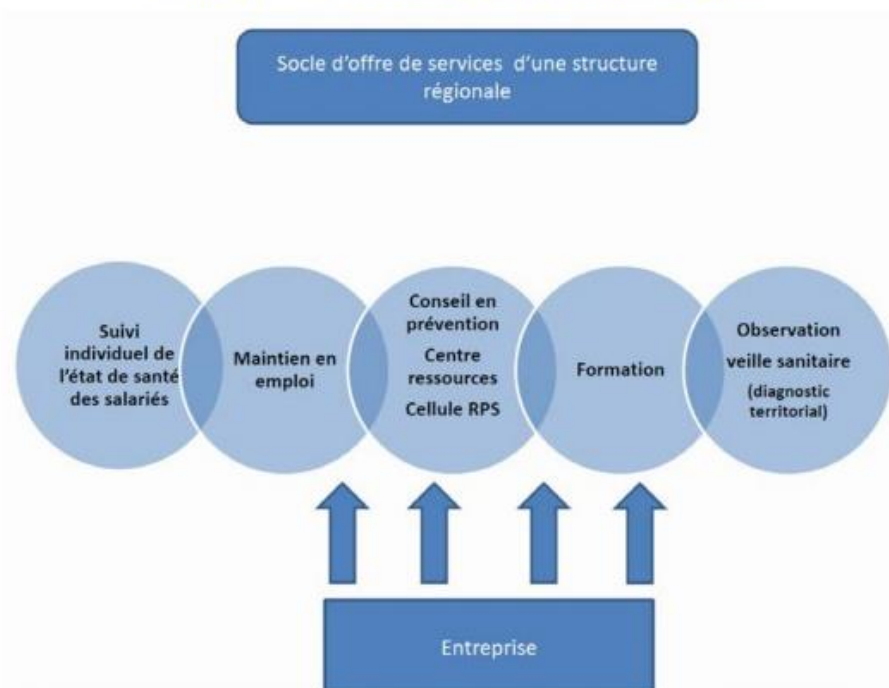 Socle d'offre de services d'une structure
régionale
Suivi
individuel de
l'état de santé
des salariés
Maintien en
emploi
Conseil en
prévention
Centre
ressources
Cellule RPS
Formation
Observation
veille sanitaire
(diagnostic
territorial)
Entreprise